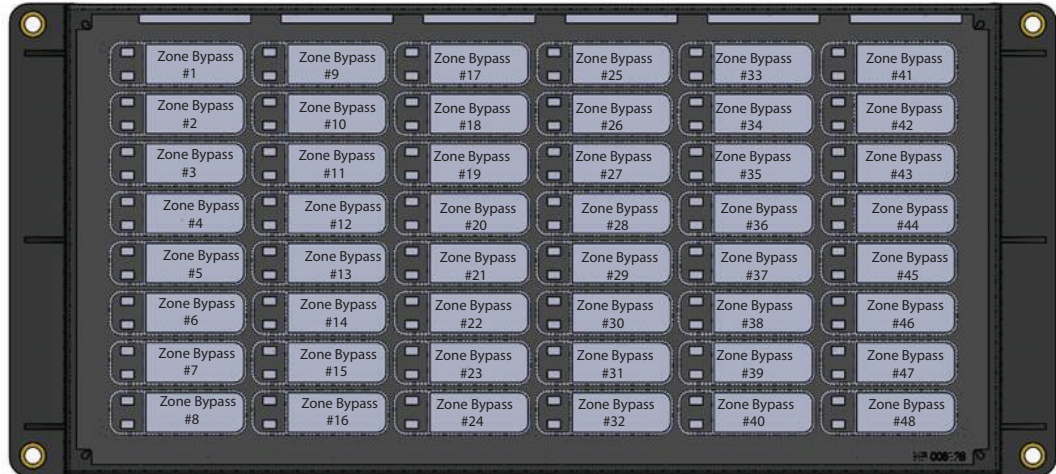 Zone Bypass
#1
Zone Bypass
#9
Zone Bypass
#17
Zone Bypass
#25
Zone Bypass
#33
Zone Bypass
#41
Zone Bypass
#2
Zone Bypass
#10
Zone Bypass
#18
Zone Bypass
#26
Zone Bypass
#34
Zone Bypass
#42
Zone Bypass
#3
Zone Bypass
#11
Zone Bypass
#19
Zone Bypass
#27
Zone Bypass
#35
Zone Bypass
#43
Zone Bypass
#4
Zone Bypass
#12
Zone Bypass
#20
Zone Bypass
#28
Zone Bypass
#36
Zone Bypass
#44
Zone Bypass
#5
Zone Bypass
#13
Zone Bypass
#21
Zone Bypass
#29
Zone Bypass
#37
Zone Bypass
#45
Zone Bypass
#6
Zone Bypass
#14
Zone Bypass
#22
Zone Bypass
#30
Zone Bypass
#38
Zone Bypass
#46
Zone Bypass
#7
Zone Bypass
#15
Zone Bypass
#23
Zone Bypass
#31
Zone Bypass
#39
Zone Bypass
#47
Zone Bypass
#8
Zone Bypass
#16
Zone Bypass
#24
Zone Bypass
#32
Zone Bypass
#40
Zone Bypass
#48